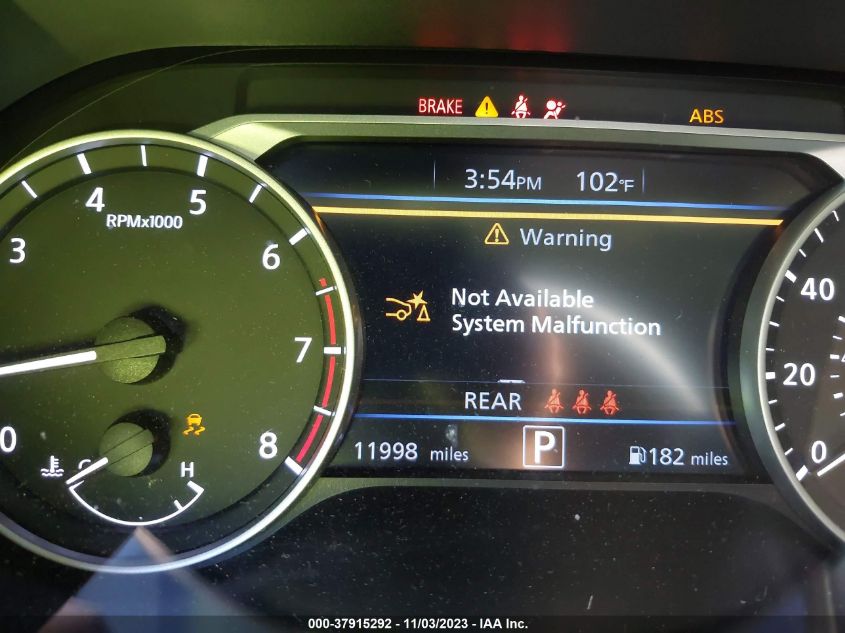 BRAKE
ABS
3:54PM 102°F
4 5
RPMx1000
3 6
Warning
Not Available
System Malfunction
40
7
20
REAR
0 8
11998 miles P 182 miles
0
C H
000-37915292 - 11/03/2023 - IAA Inc.